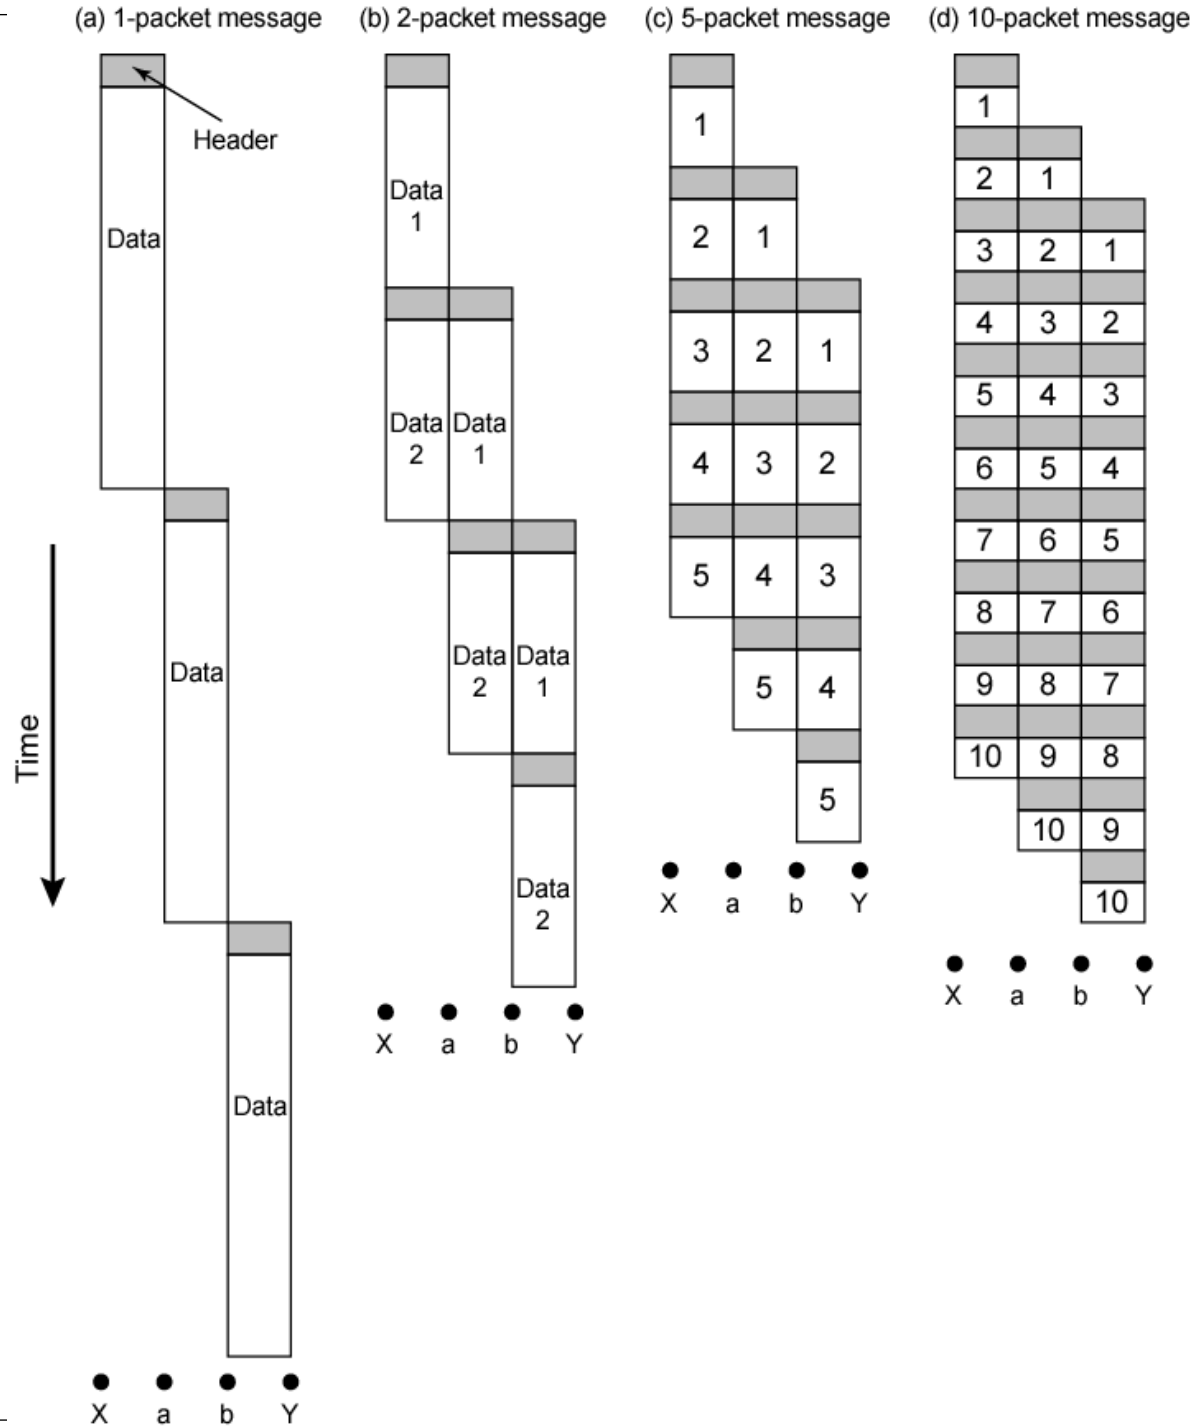 (a) 1-packet message
Header
Data
Data
Data
X a b Y
Time
(b) 2-packet message
Data
1
Data Data
2 1
Data Data
2 1
Data
2
X a b Y
(c) 5-packet message
1
2 1
3 2 1
4 3 2
5 4 3
5 4
5
X a b Y
(d) 10-packet message
1
2 1
3 2 1
4 3 2
5 4 3
6 5 4
7 6 5
8 7 6
9 8 7
10 9 8
10 9
10
X a b Y